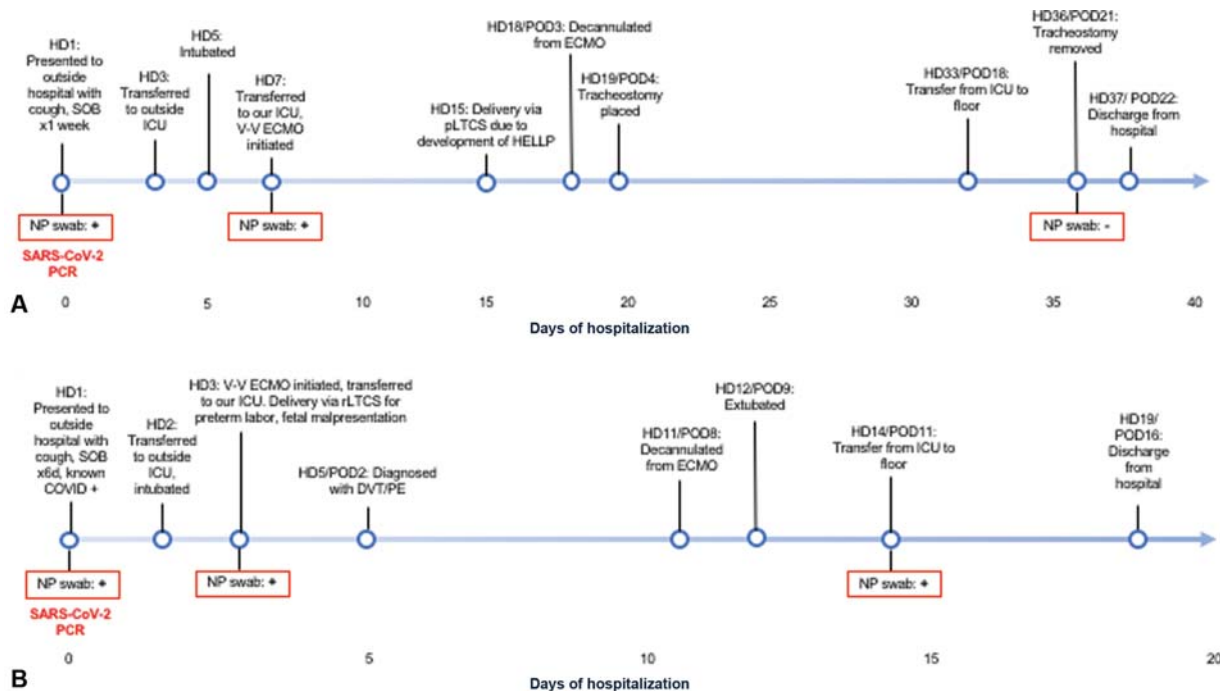 HD1:
Presented to
outside
hospital with
cough, SOB
x1 week
HD3:
Transferred
to outside
ICU
HD5:
Intubated
HD7:
Transferred
to our ICU,
V-V ECMO
initiated
HD15: Delivery via
pLTCS due to
development of HELLP
HD18/POD3: Decannulated
from ECMO
HD19/POD4:
Tracheostomy
placed
HD33/POD18:
Transfer from ICU to
floor
HD36/POD21:
Tracheostomy
removed
HD37/ POD22:
Discharge from
hospital
NP swab: +
NP swab: +
NP swab: -
SARS-CoV-2
PCR
A
0 5 10 15 20 25 30 35 40
Days of hospitalization
HD1:
Presented to
outside
hospital with
cough, SOB
x6d, known
COVID +
HD2:
Transferred
to outside
ICU,
intubated
HD3: V-V ECMO initiated, transferred
to our ICU. Delivery via rLTCS for
preterm labor, fetal malpresentation
HD5/POD2: Diagnosed
with DVT/PE
HD11/POD8:
Decannulated
from ECMO
HD12/POD9:
Extubated
HD14/POD11:
Transfer from ICU to
floor
HD19/
POD16:
Discharge
from
hospital
NP swab: +
NP swab: +
NP swab: +
SARS-CoV-2
PCR
B
0 5 10 15 20
Days of hospitalization